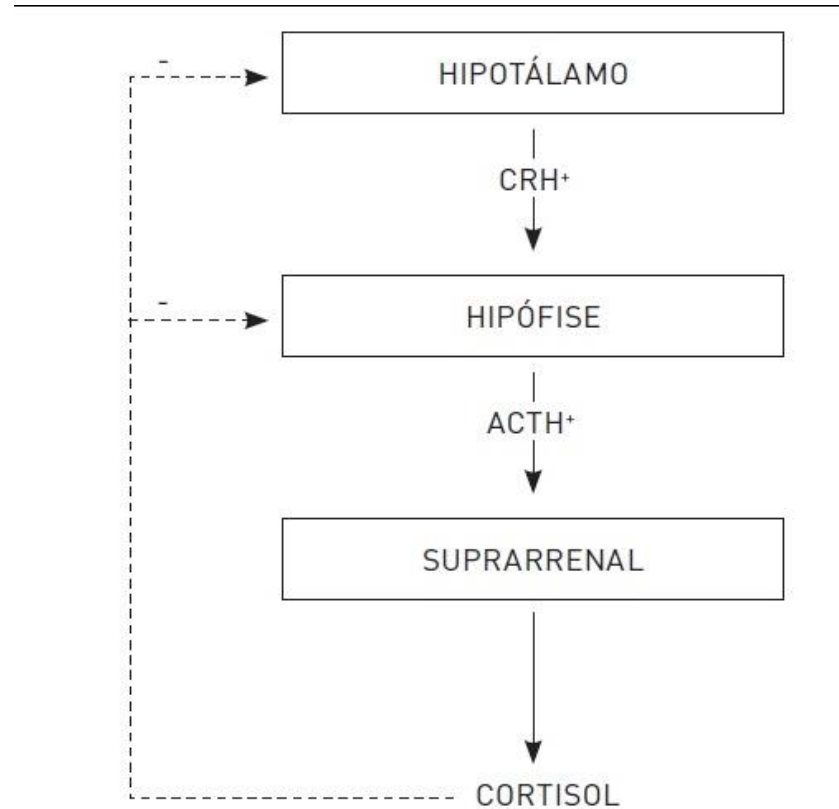 -
HIPOTÁLAMO
CRH⁺
-
HIPÓFISE
ACTH⁺
SUPRARRENAL
CORTISOL